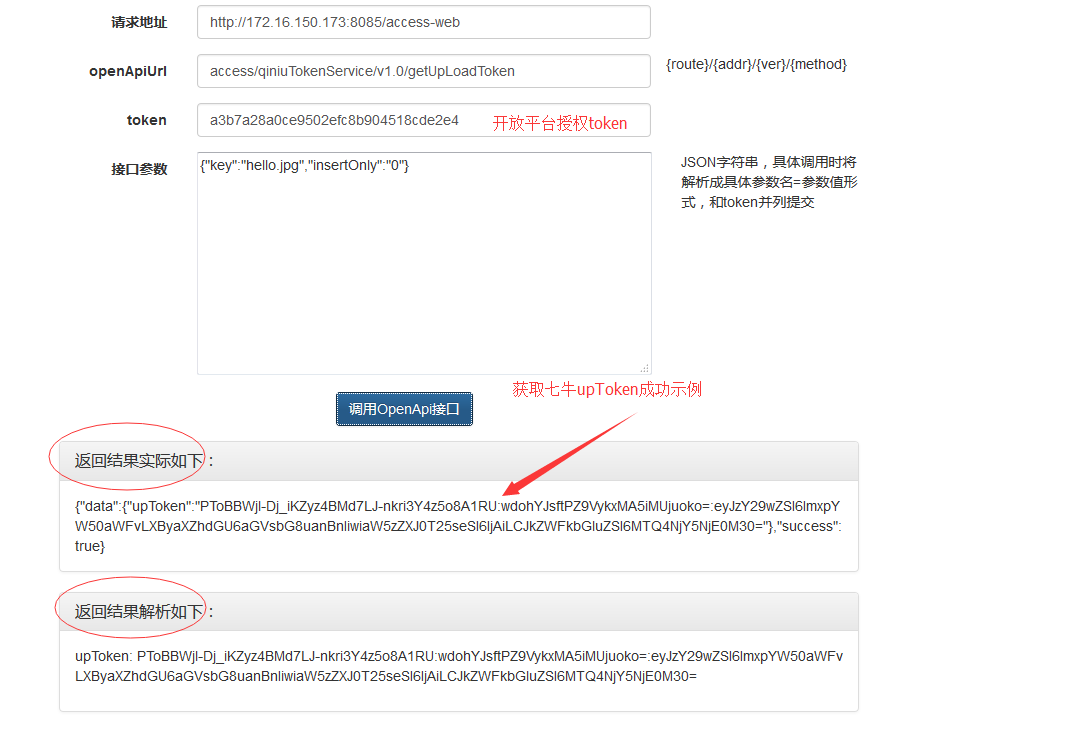 请求地址 http://172.16.150.173:8085/access-web
openApiUrl access/qiniuTokenService/v1.0/getUpLoadToken {route}/{addr}/{ver}/{method}
token a3b7a28a0ce9502efc8b904518cde2e4 开放平台授权token
接口参数 {"key":"hello.jpg","insertOnly":"0"}
JSON字符串，具体调用时将
解析成具体参数名=参数值形
式，和token并列提交
获取七牛upToken成功示例
调用OpenApi接口
返回结果实际如下：
{"data":{"upToken":"PToBBWjl-Dj_iKZyz4BMd7LJ-nkri3Y4z5o8A1RU:wdohYJsftPZ9VykxMA5iMUjuoko=:eyJzY29wZSI6ImxppY
W50aWFvLXByaXZhdGU6aGVsbG8uanBnIiwiaW5zZXJ0T25seSI6IjAiLCJkZWFkbGluZSI6MTQ4NjY5NjE0M30="},"success":
true}
返回结果解析如下：
upToken: PToBBWjl-Dj_iKZyz4BMd7LJ-nkri3Y4z5o8A1RU:wdohYJsftPZ9VykxMA5iMUjuoko=:eyJzY29wZSI6ImxpYW50aWFv
LXByaXZhdGU6aGVsbG8uanBnIiwiaW5zZXJ0T25seSI6IjAiLCJkZWFkbGluZSI6MTQ4NjY5NjE0M30=